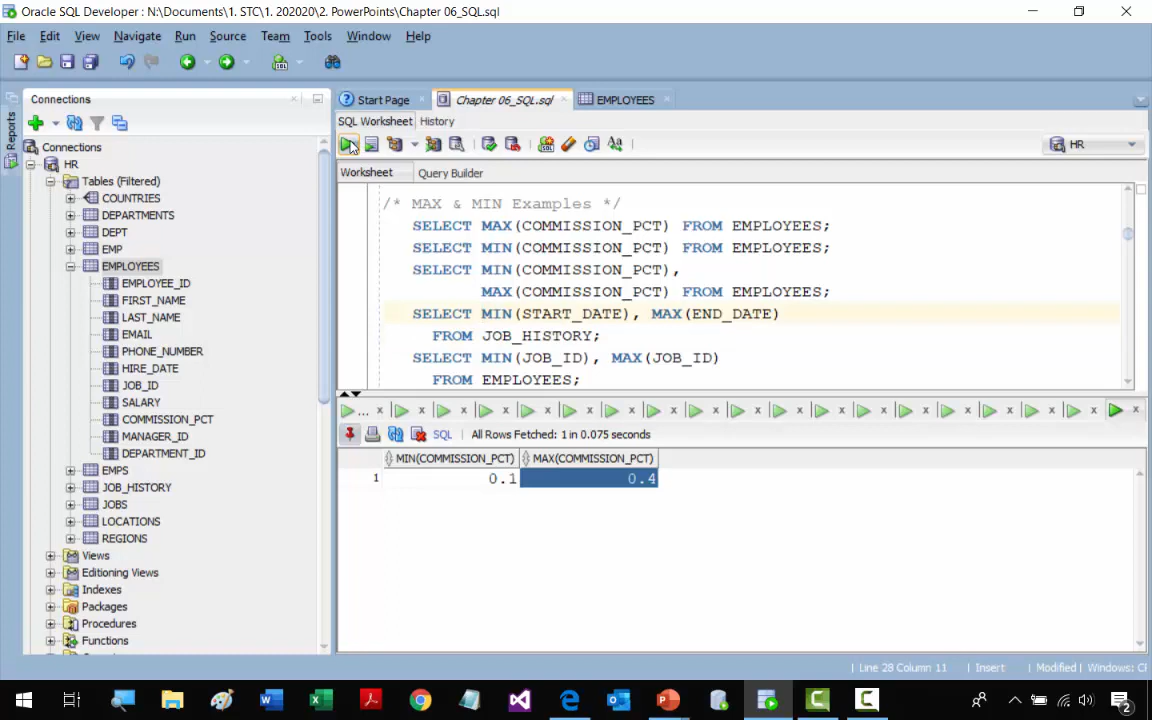 Oracle SQL Developer : N:\Documents\1. STC\1. 202020\2. PowerPoints\Chapter 06_SQL.sql
File Edit View Navigate Run Source Team Tools Window Help
Connections
Start Page Chapter 06_SQL.sql EMPLOYEES
SQL Worksheet History
Reports
Connections
HR
HR
Tables (Filtered)
Worksheet Query Builder
COUNTRIES
DEPARTMENTS
DEPT
EMP
EMPLOYEES
EMPLOYEE_ID
FIRST_NAME
LAST_NAME
EMAIL
PHONE_NUMBER
HIRE_DATE
JOB_ID
SALARY
COMMISSION_PCT
MANAGER_ID
DEPARTMENT_ID
EMPS
JOB_HISTORY
JOBS
LOCATIONS
REGIONS
Views
Editioning Views
Indexes
Packages
Procedures
Functions
/* MAX & MIN Examples */
SELECT MAX(COMMISSION_PCT) FROM EMPLOYEES;
SELECT MIN(COMMISSION_PCT) FROM EMPLOYEES;
SELECT MIN(COMMISSION_PCT),
MAX(COMMISSION_PCT) FROM EMPLOYEES;
SELECT MIN(START_DATE), MAX(END_DATE)
FROM JOB_HISTORY;
SELECT MIN(JOB_ID), MAX(JOB_ID)
FROM EMPLOYEES;
SQL | All Rows Fetched: 1 in 0.075 seconds
MIN(COMMISSION_PCT) MAX(COMMISSION_PCT)
1 0.1 0.4
Line 28 Column 11 | Insert | Modified | Windows: CF
2